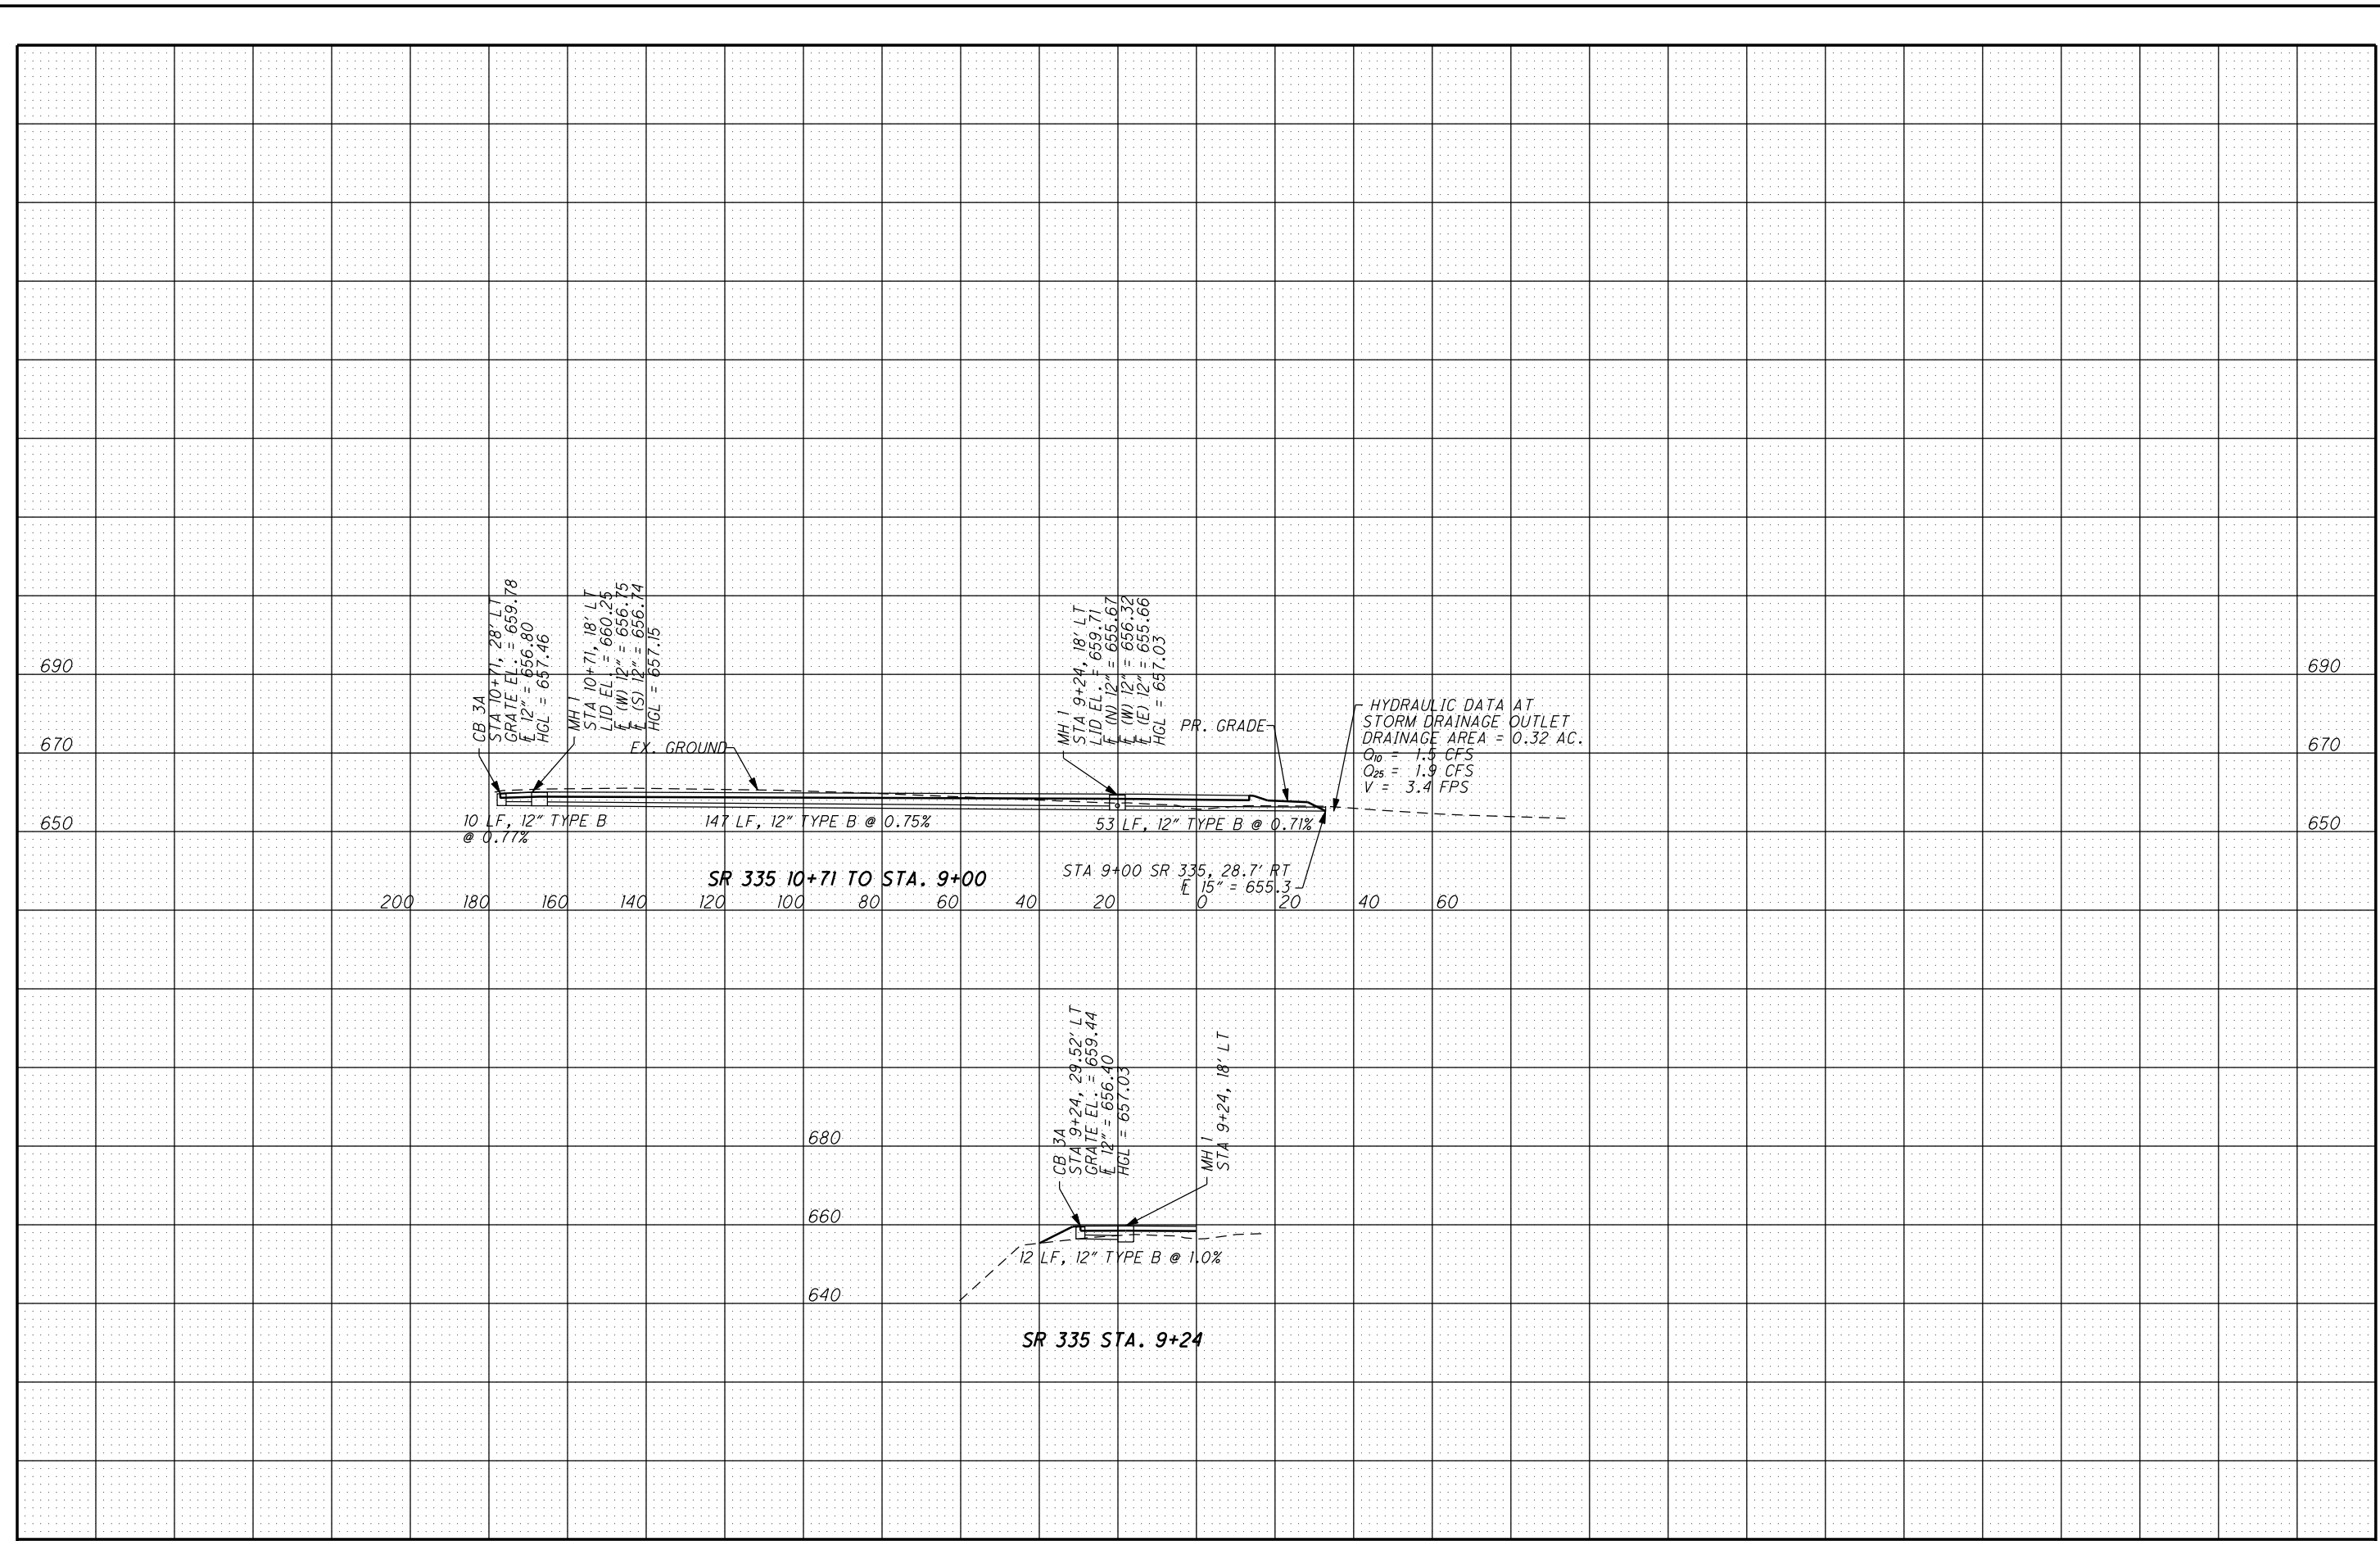 CB 3A
STA 10+71, 28' LT
GRATE EL. = 659.78
℄ 12" = 656.80
HGL = 657.46
MH 1
STA 10+71, 18' LT
LID EL. = 660.25
℄ (W) 12" = 656.75
℄ (S) 12" = 656.74
HGL = 657.15
EX. GROUND
MH 1
STA 9+24, 18' LT
LID EL. = 659.71
℄ (N) 12" = 655.67
℄ (W) 12" = 656.32
℄ (E) 12" = 655.66
HGL = 657.03
PR. GRADE
HYDRAULIC DATA AT
STORM DRAINAGE OUTLET
DRAINAGE AREA = 0.32 AC.
Q10 = 1.5 CFS
Q25 = 1.9 CFS
V = 3.4 FPS
690 690
670 670
650 650
10 LF, 12" TYPE B
@ 0.77%
147 LF, 12" TYPE B @ 0.75%
53 LF, 12" TYPE B @ 0.71%
STA 9+00 SR 335, 28.7' RT
℄ 15" = 655.3
SR 335 10+71 TO STA. 9+00
200 180 160 140 120 100 80 60 40 20 0 20 40 60
CB 3A
STA 9+24, 29.52' LT
GRATE EL. = 659.44
℄ 12" = 656.40
HGL = 657.03
MH 1
STA 9+24, 18' LT
680
660
12 LF, 12" TYPE B @ 1.0%
640
SR 335 STA. 9+24